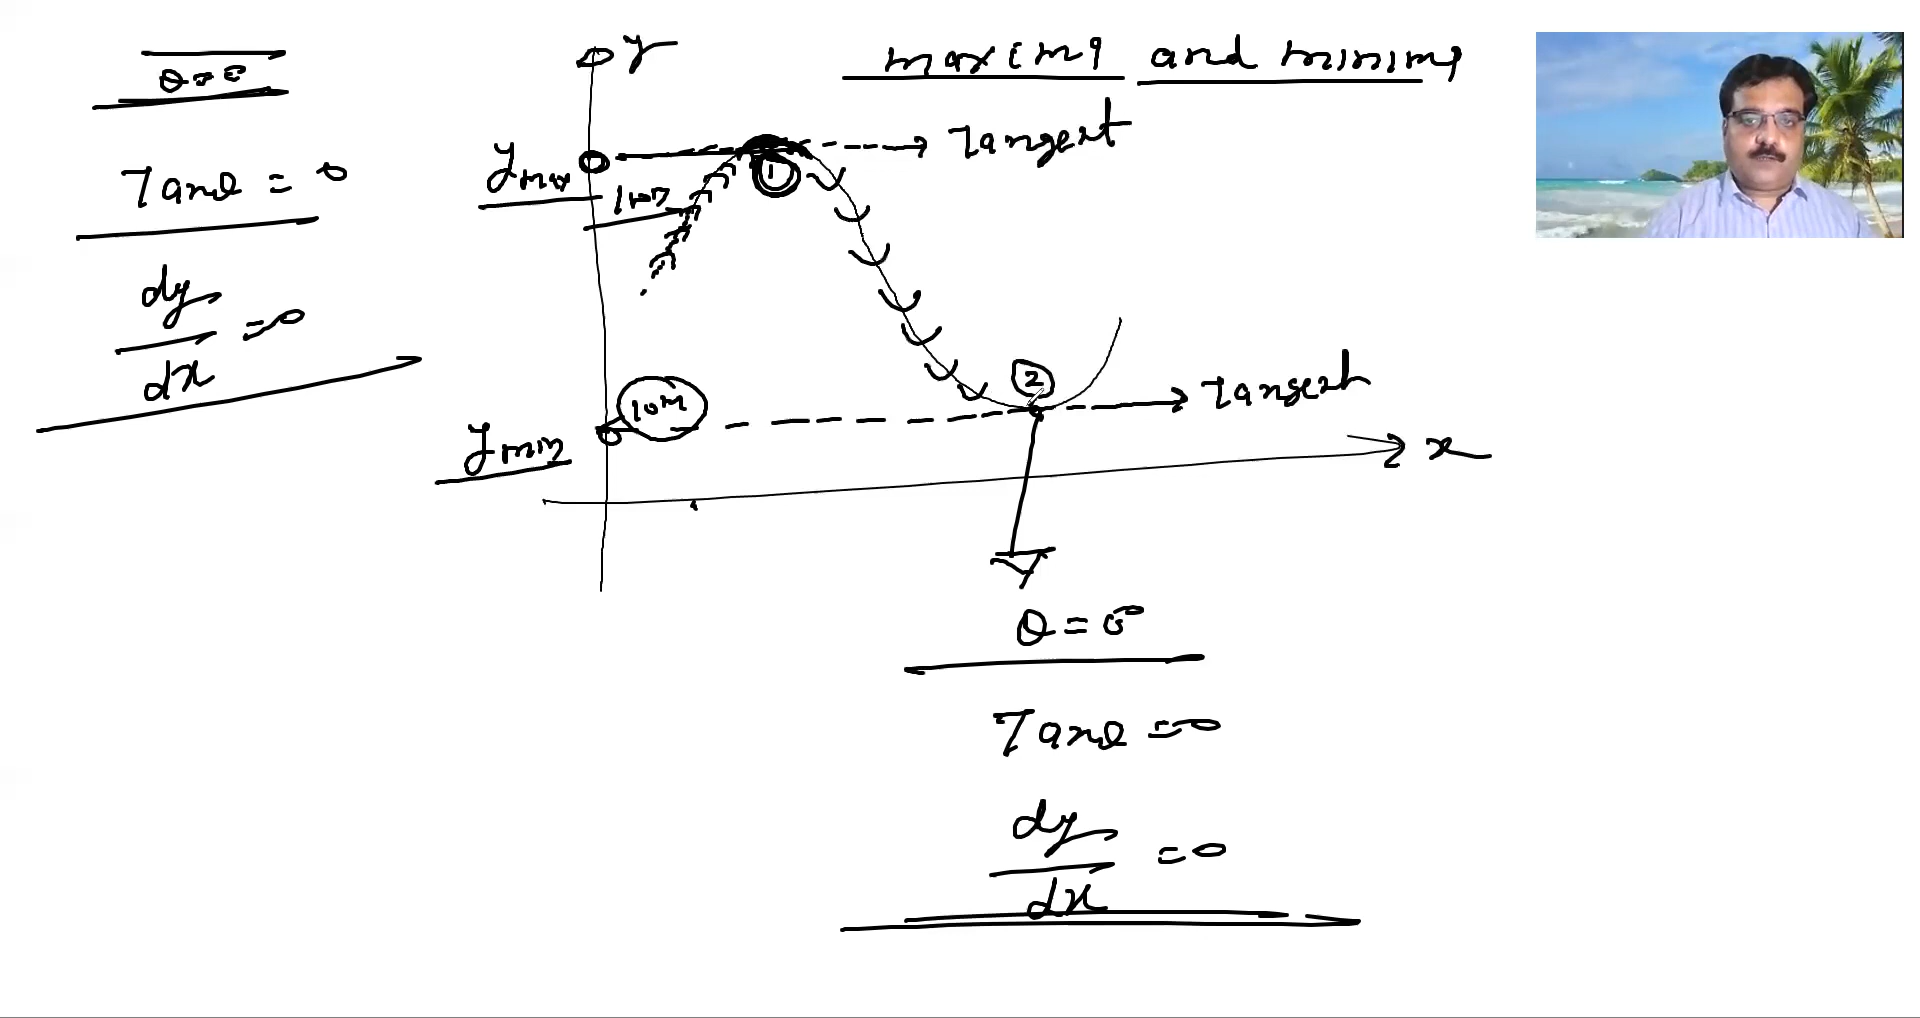 maxima and minima
y
θ = 0
Tanθ = 0
dy
dx
= 0
ymax
1
Tangent
2
10m
Tangent
ymin
x
θ = 0°
Tanθ = 0
dy
dx
= 0